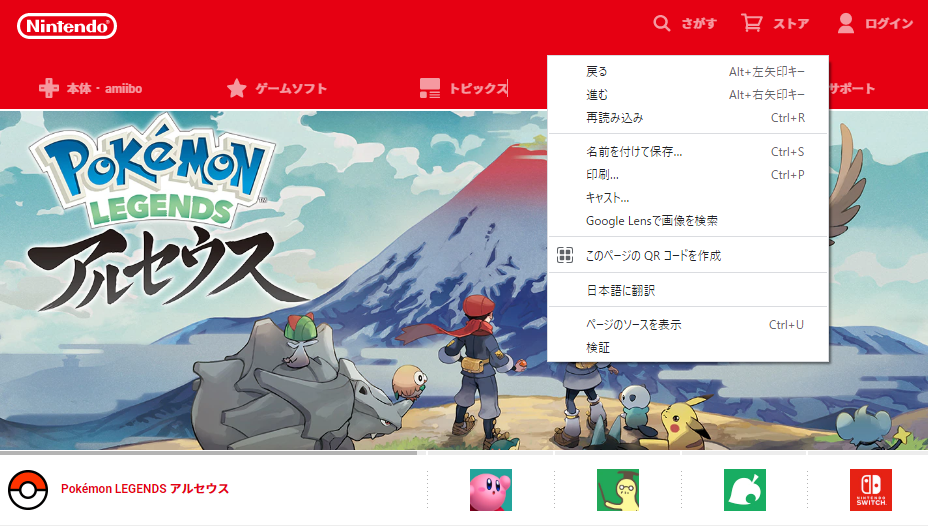 Nintendo
さがす
ストア
ログイン
本体・amiibo
ゲームソフト
トピックス
サポート
戻る Alt+左矢印キー
進む Alt+右矢印キー
再読み込み Ctrl+R
名前を付けて保存... Ctrl+S
印刷... Ctrl+P
キャスト...
Google Lensで画像を検索
このページの QR コードを作成
日本語に翻訳
ページのソースを表示 Ctrl+U
検証
POKéMON
LEGENDS
アルセウス
Pokémon LEGENDS アルセウス
NINTENDO
SWITCH